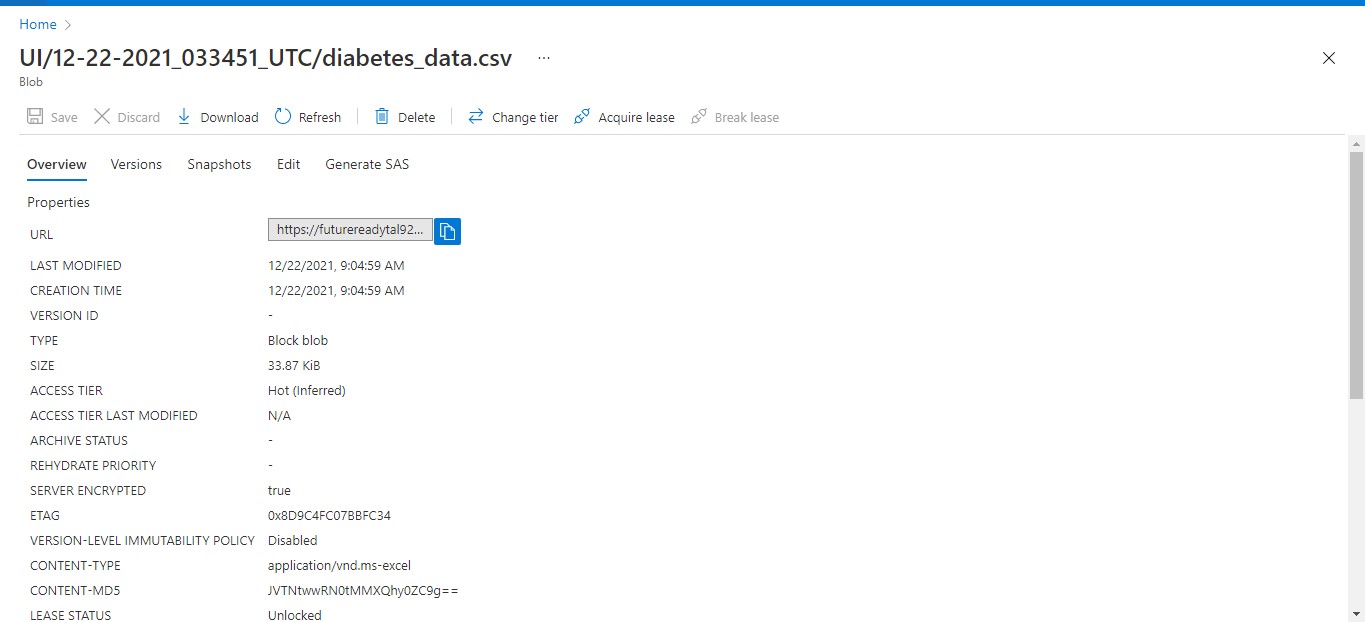 Home
UI/12-22-2021_033451_UTC/diabetes_data.csv ...
Blob
Save Discard Download Refresh Delete Change tier Acquire lease Break lease
Overview Versions Snapshots Edit Generate SAS
Properties
URL https://futurereadytal92...
LAST MODIFIED 12/22/2021, 9:04:59 AM
CREATION TIME 12/22/2021, 9:04:59 AM
VERSION ID -
TYPE Block blob
SIZE 33.87 KiB
ACCESS TIER Hot (Inferred)
ACCESS TIER LAST MODIFIED N/A
ARCHIVE STATUS -
REHYDRATE PRIORITY -
SERVER ENCRYPTED true
ETAG 0x8D9C4FC07BBFC34
VERSION-LEVEL IMMUTABILITY POLICY Disabled
CONTENT-TYPE application/vnd.ms-excel
CONTENT-MD5 JVTNtwwRN0tMMXQhy0ZC9g==
LEASE STATUS Unlocked